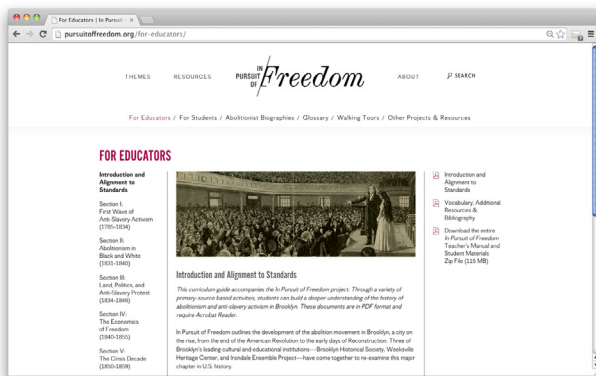 For Educators | In Pursuit
pursuitoffreedom.org/for-educators/
THEMES
RESOURCES
IN
PURSUIT
OF
Freedom
ABOUT
SEARCH
For Educators / For Students / Abolitionist Biographies / Glossary / Walking Tours / Other Projects & Resources
FOR EDUCATORS
Introduction and
Alignment to
Standards
Section I:
First Wave of
Anti-Slavery Activism
(1785-1834)
Section II:
Abolitionism in
Black and White
(1831-1840)
Section III:
Land, Politics, and
Anti-Slavery Protest
(1834-1846)
Section IV:
The Economics
of Freedom
(1840-1855)
Section V:
The Crisis Decade
(1850-1859)
Introduction and Alignment to Standards
This curriculum guide accompanies the In Pursuit of Freedom project. Through a variety of
primary-source based activities, students can build a deeper understanding of the history of
abolitionism and anti-slavery activism in Brooklyn. These documents are in PDF format and
require Acrobat Reader.
In Pursuit of Freedom outlines the development of the abolition movement in Brooklyn, a city on
the rise, from the end of the American Revolution to the early days of Reconstruction. Three of
Brooklyn's leading cultural and educational institutions—Brooklyn Historical Society, Weeksville
Heritage Center, and Irondale Ensemble Project—have come together to re-examine this major
chapter in U.S. history.
Introduction and
Alignment to
Standards
Vocabulary, Additional
Resources &
Bibliography
Download the entire
In Pursuit of Freedom
Teacher's Manual and
Student Materials
Zip File (115 MB)